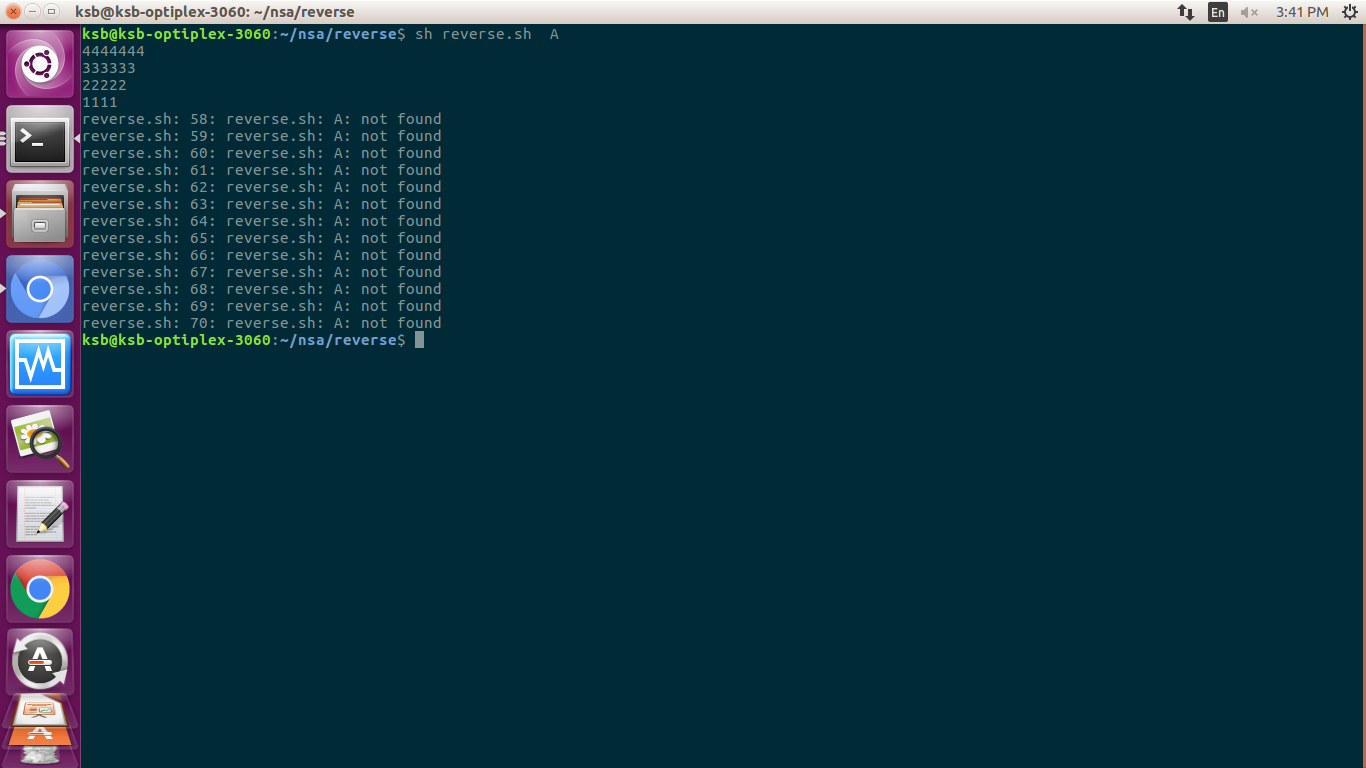 ksb@ksb-optiplex-3060: ~/nsa/reverse
En
3:41 PM
ksb@ksb-optiplex-3060:~/nsa/reverse$ sh reverse.sh  A
4444444
333333
22222
1111
reverse.sh: 58: reverse.sh: A: not found
reverse.sh: 59: reverse.sh: A: not found
reverse.sh: 60: reverse.sh: A: not found
reverse.sh: 61: reverse.sh: A: not found
reverse.sh: 62: reverse.sh: A: not found
reverse.sh: 63: reverse.sh: A: not found
reverse.sh: 64: reverse.sh: A: not found
reverse.sh: 65: reverse.sh: A: not found
reverse.sh: 66: reverse.sh: A: not found
reverse.sh: 67: reverse.sh: A: not found
reverse.sh: 68: reverse.sh: A: not found
reverse.sh: 69: reverse.sh: A: not found
reverse.sh: 70: reverse.sh: A: not found
ksb@ksb-optiplex-3060:~/nsa/reverse$